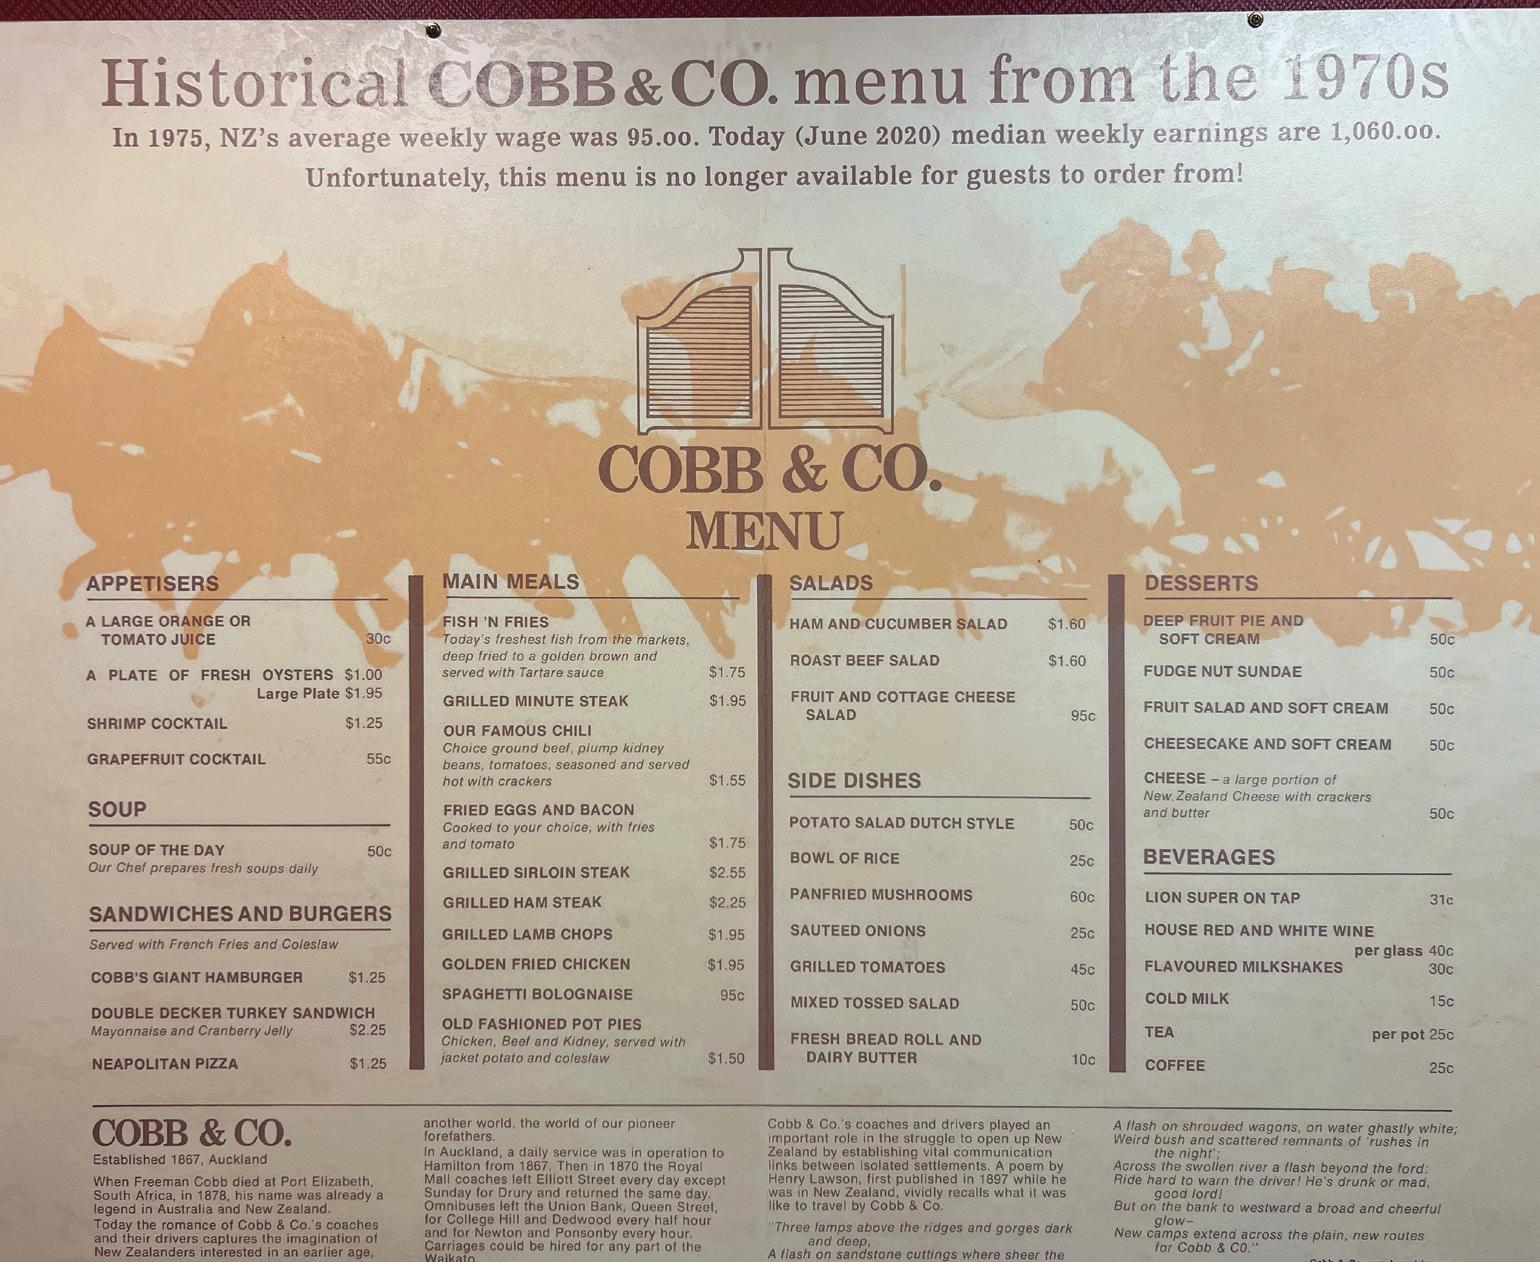 Historical COBB & CO. menu from the 1970s
In 1975, NZ's average weekly wage was 95.oo. Today (June 2020) median weekly earnings are 1,060.oo.
Unfortunately, this menu is no longer available for guests to order from!
COBB & CO.
MENU
APPETISERS
A LARGE ORANGE OR
TOMATO JUICE 30c
A PLATE OF FRESH OYSTERS $1.00
Large Plate $1.95
SHRIMP COCKTAIL $1.25
GRAPEFRUIT COCKTAIL 55c
SOUP
SOUP OF THE DAY 50c
Our Chef prepares fresh soups daily
SANDWICHES AND BURGERS
Served with French Fries and Coleslaw
COBB'S GIANT HAMBURGER $1.25
DOUBLE DECKER TURKEY SANDWICH
Mayonnaise and Cranberry Jelly $2.25
NEAPOLITAN PIZZA $1.25
MAIN MEALS
FISH 'N FRIES
Today's freshest fish from the markets,
deep fried to a golden brown and
served with Tartare sauce $1.75
GRILLED MINUTE STEAK $1.95
OUR FAMOUS CHILI
Choice ground beef, plump kidney
beans, tomatoes, seasoned and served
hot with crackers $1.55
FRIED EGGS AND BACON
Cooked to your choice, with fries
and tomato $1.75
GRILLED SIRLOIN STEAK $2.55
GRILLED HAM STEAK $2.25
GRILLED LAMB CHOPS $1.95
GOLDEN FRIED CHICKEN $1.95
SPAGHETTI BOLOGNAISE 95c
OLD FASHIONED POT PIES
Chicken, Beef and Kidney, served with
jacket potato and coleslaw $1.50
SALADS
HAM AND CUCUMBER SALAD $1.60
ROAST BEEF SALAD $1.60
FRUIT AND COTTAGE CHEESE
SALAD 95c
SIDE DISHES
POTATO SALAD DUTCH STYLE 50c
BOWL OF RICE 25c
PANFRIED MUSHROOMS 60c
SAUTEED ONIONS 25c
GRILLED TOMATOES 45c
MIXED TOSSED SALAD 50c
FRESH BREAD ROLL AND
DAIRY BUTTER 10c
DESSERTS
DEEP FRUIT PIE AND
SOFT CREAM 50c
FUDGE NUT SUNDAE 50c
FRUIT SALAD AND SOFT CREAM 50c
CHEESECAKE AND SOFT CREAM 50c
CHEESE – a large portion of
New Zealand Cheese with crackers
and butter 50c
BEVERAGES
LION SUPER ON TAP 31c
HOUSE RED AND WHITE WINE
per glass 40c
FLAVOURED MILKSHAKES 30c
COLD MILK 15c
TEA per pot 25c
COFFEE 25c
COBB & CO.
Established 1867, Auckland
When Freeman Cobb died at Port Elizabeth,
South Africa, in 1878, his name was already a
legend in Australia and New Zealand.
Today the romance of Cobb & Co.'s coaches
and their drivers captures the imagination of
New Zealanders interested in an earlier age,
another world, the world of our pioneer
forefathers.
In Auckland, a daily service was in operation to
Hamilton from 1867. Then in 1870 the Royal
Mail coaches left Elliott Street every day except
Sunday for Drury and returned the same day.
Omnibuses left the Union Bank, Queen Street,
for College Hill and Dedwood every half hour
and for Newton and Ponsonby every hour.
Carriages could be hired for any part of the
Waikato.
Cobb & Co.'s coaches and drivers played an
important role in the struggle to open up New
Zealand by establishing vital communication
links between isolated settlements. A poem by
Henry Lawson, first published in 1897 while he
was in New Zealand, vividly recalls what it was
like to travel by Cobb & Co.
"Three lamps above the ridges and gorges dark
and deep,
A flash on sandstone cuttings where sheer the
A flash on shrouded wagons, on water ghastly white;
Weird bush and scattered remnants of 'rushes in
the night';
Across the swollen river a flash beyond the ford:
Ride hard to warn the driver! He's drunk or mad,
good lord!
But on the bank to westward a broad and cheerful
glow–
New camps extend across the plain, new routes
for Cobb & C0."